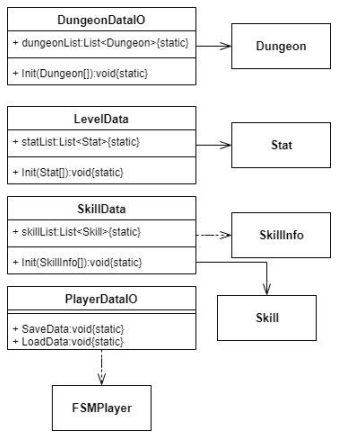 DungeonDataIO
+ dungeonList:List<Dungeon>{static}
+ Init(Dungeon[]):void{static}
Dungeon
LevelData
+ statList:List<Stat>{static}
+ Init(Stat[]):void{static}
Stat
SkillData
+ skillList:List<Skill>{static}
+ Init(SkillInfo[]):void{static}
SkillInfo
Skill
PlayerDataIO
+ SaveData:void{static}
+ LoadData:void{static}
FSMPlayer